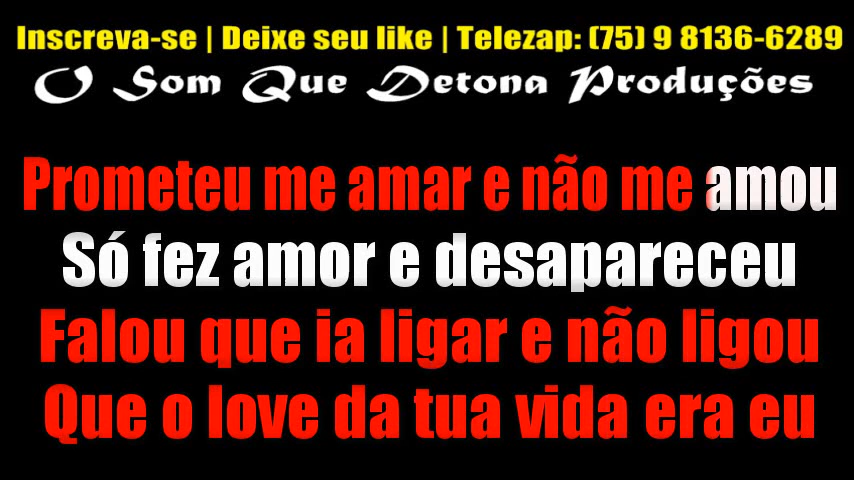 Inscreva-se | Deixe seu like | Telezap: (75) 9 8136-6289
O Som Que Detona Produções
Prometeu me amar e não me amou
Só fez amor e desapareceu
Falou que ia ligar e não ligou
Que o love da tua vida era eu